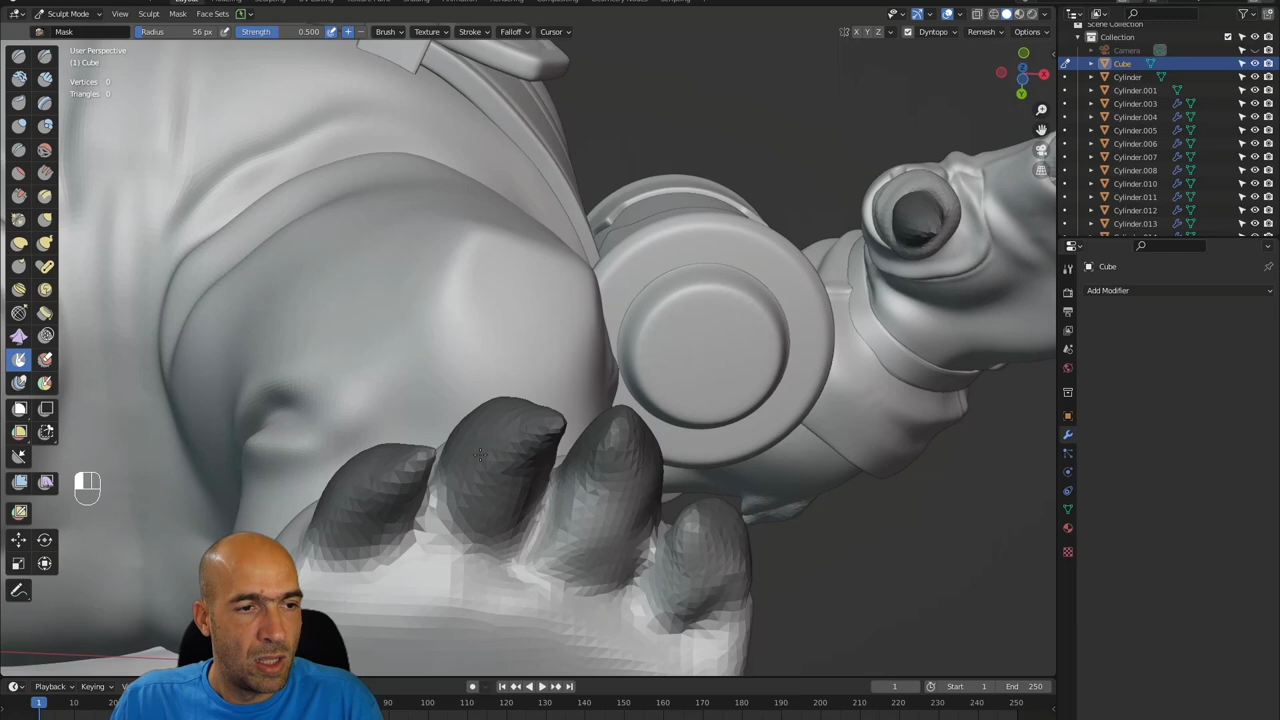 Sculpt Mode View Sculpt Mask Face Sets X Y Z Dyntopo Remesh Options
Mask Radius 56 px Strength 0.500 Brush Texture Stroke Falloff Cursor
User Perspective
(1) Cube
Vertices 0
Triangles 0
X
Z
Y
Scene Collection
Collection
Camera
Cube
Cylinder
Cylinder.001
Cylinder.003
Cylinder.004
Cylinder.005
Cylinder.006
Cylinder.007
Cylinder.008
Cylinder.010
Cylinder.011
Cylinder.012
Cylinder.013
Cube
Add Modifier
Playback Keying 1 Start 1 End 250
1 10 70 80 90 100 110 120 130 140 150 160 170 180 190 200 210 220 230 240 250